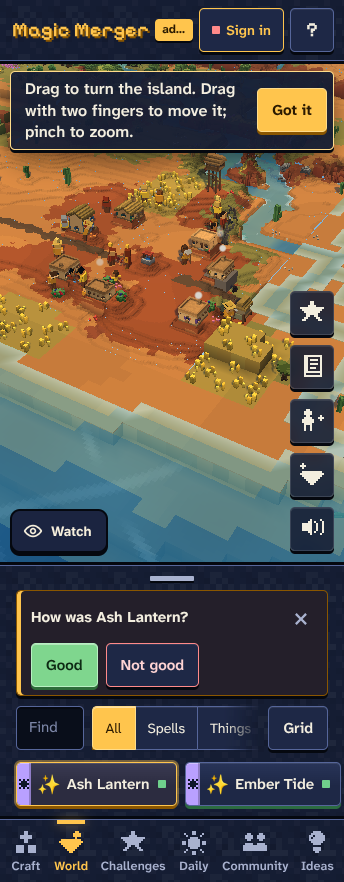 Magic Merger
ad...
Sign in
?
Drag to turn the island. Drag
with two fingers to move it;
pinch to zoom.
Got it
Watch
How was Ash Lantern?
Good
Not good
Find
All
Spells
Things
Grid
Ash Lantern
Ember Tide
Craft
World
Challenges
Daily
Community
Ideas